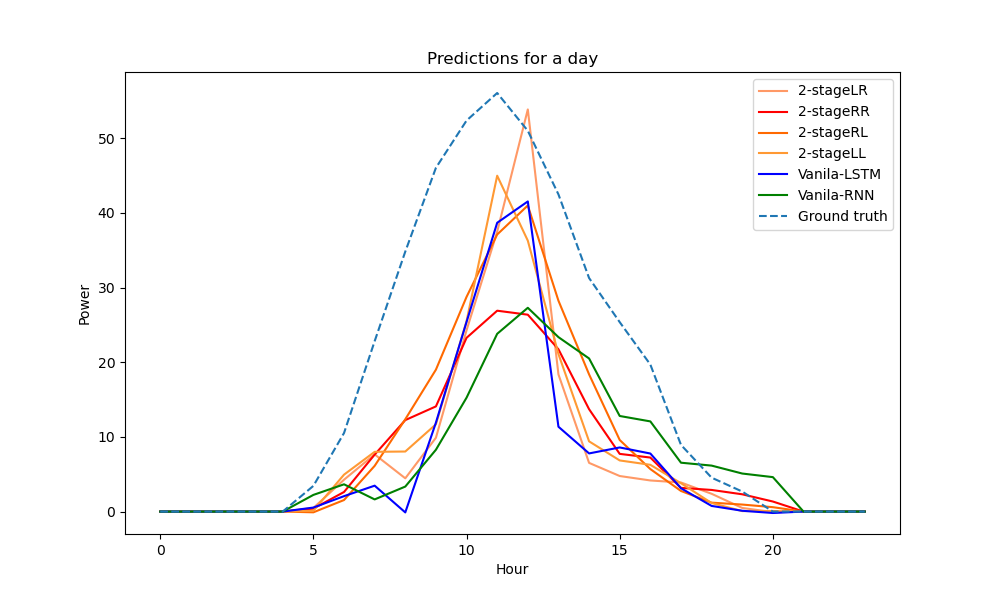 Predictions for a day
2-stageLR
2-stageRR
2-stageRL
2-stageLL
Vanila-LSTM
Vanila-RNN
Ground truth
Power
50
40
30
20
10
0
0 5 10 15 20
Hour